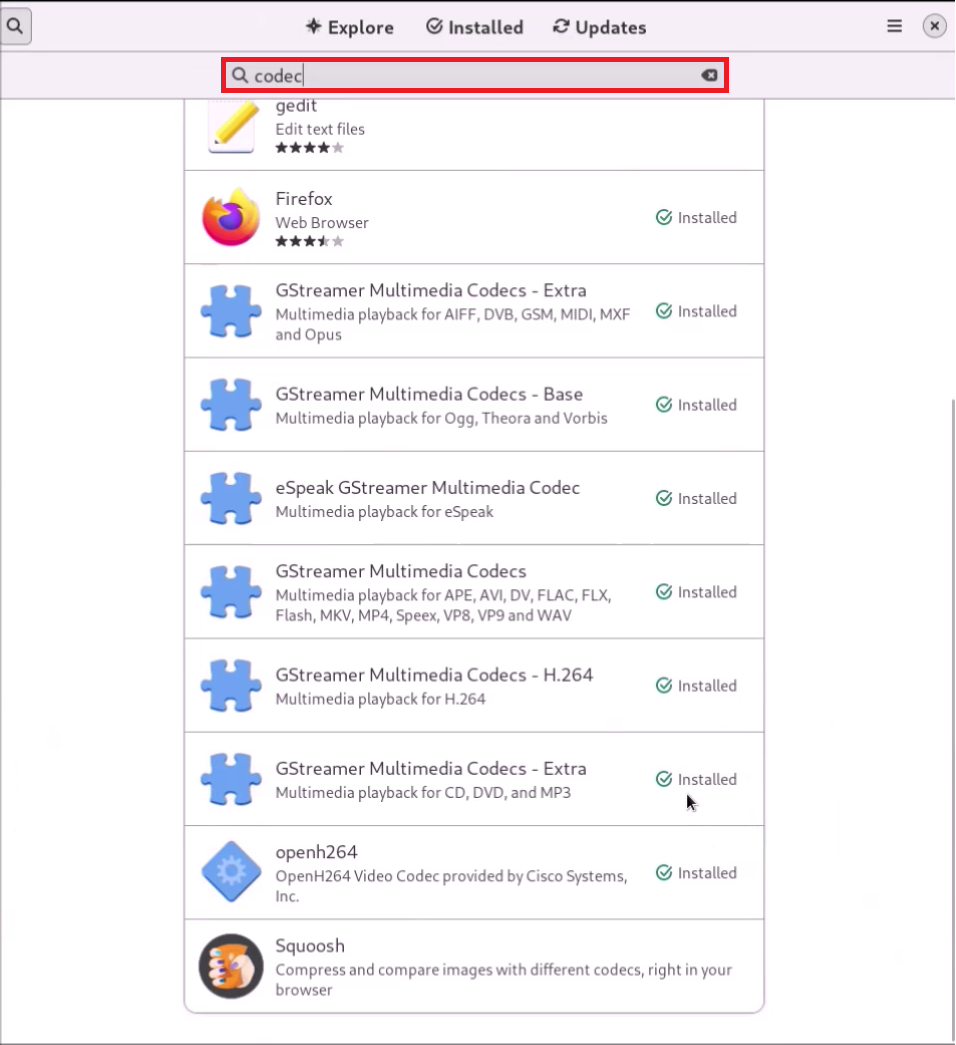 Explore Installed Updates
codec
gedit
Edit text files
Firefox
Web Browser
Installed
GStreamer Multimedia Codecs - Extra
Multimedia playback for AIFF, DVB, GSM, MIDI, MXF
and Opus
Installed
GStreamer Multimedia Codecs - Base
Multimedia playback for Ogg, Theora and Vorbis
Installed
eSpeak GStreamer Multimedia Codec
Multimedia playback for eSpeak
Installed
GStreamer Multimedia Codecs
Multimedia playback for APE, AVI, DV, FLAC, FLX,
Flash, MKV, MP4, Speex, VP8, VP9 and WAV
Installed
GStreamer Multimedia Codecs - H.264
Multimedia playback for H.264
Installed
GStreamer Multimedia Codecs - Extra
Multimedia playback for CD, DVD, and MP3
Installed
openh264
OpenH264 Video Codec provided by Cisco Systems,
Inc.
Installed
Squoosh
Compress and compare images with different codecs, right in your
browser